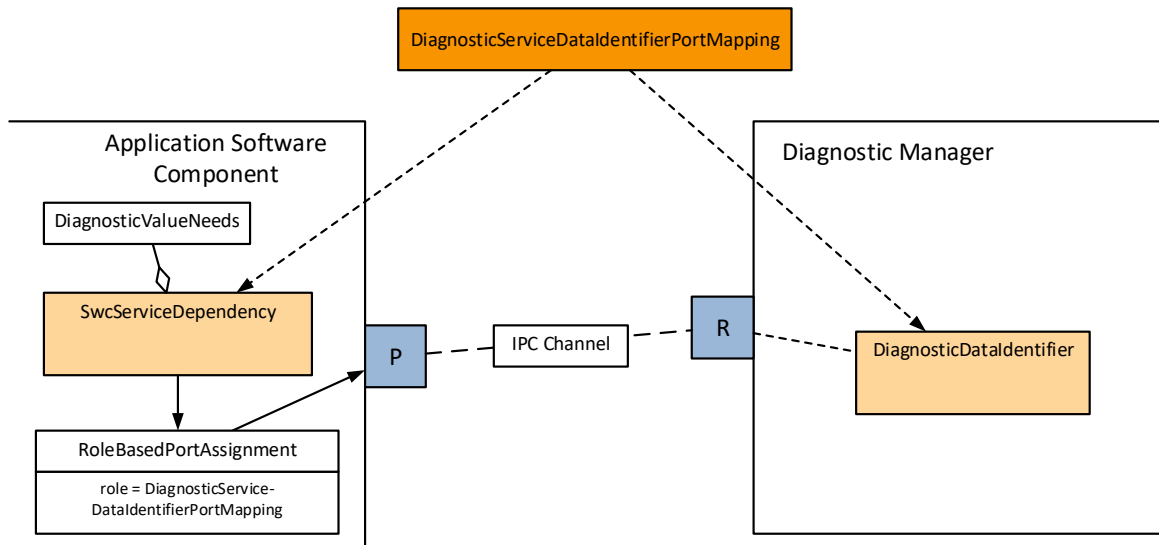 DiagnosticServiceDataIdentifierPortMapping
Application Software
Component
Diagnostic Manager
DiagnosticValueNeeds
SwcServiceDependency
P
IPC Channel
R
DiagnosticDataIdentifier
RoleBasedPortAssignment
role = DiagnosticService-
DataIdentifierPortMapping